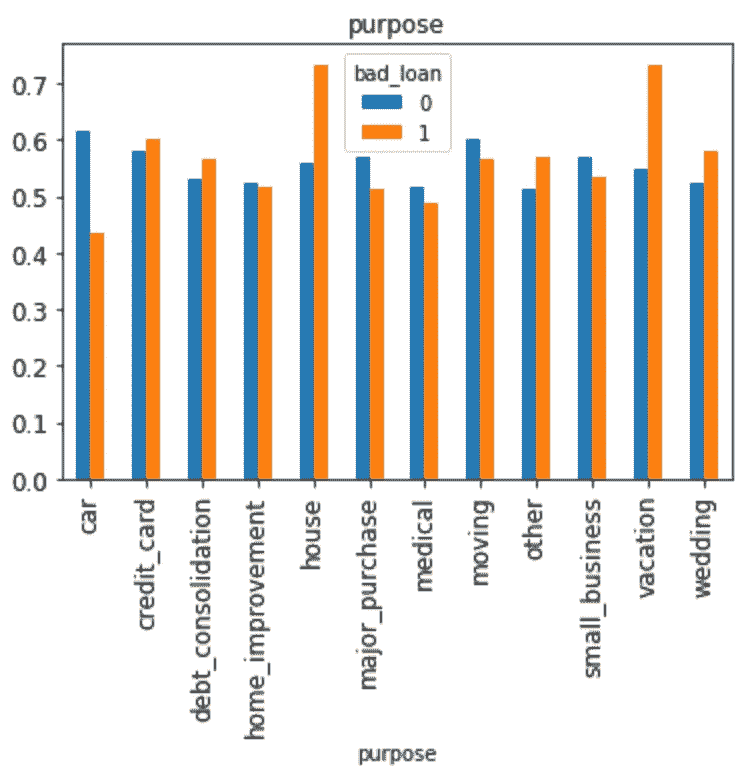 purpose
bad_loan
0
1
0.7
0.6
0.5
0.4
0.3
0.2
0.1
0.0
car
credit_card
debt_consolidation
home_improvement
house
major_purchase
medical
moving
other
small_business
vacation
wedding
purpose